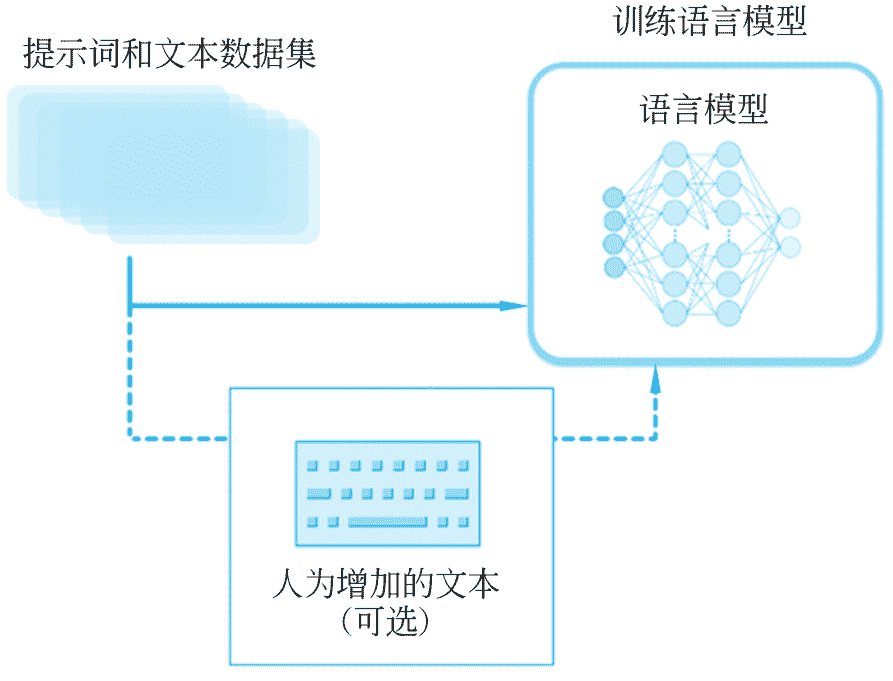 训练语言模型
提示词和文本数据集
语言模型
人为增加的文本
(可选)